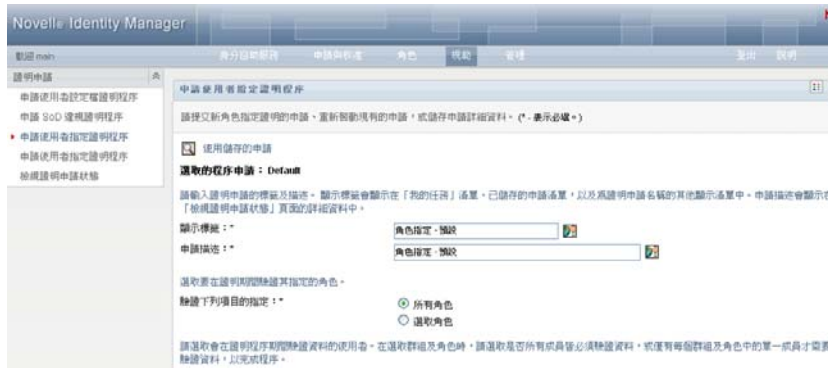 Novell® Identity Manager
歡迎 main
身分自助服務 申請與核准 角色 規範 管理 登出 說明
證明申請
申請使用者設定檔證明程序
申請 SoD 違規證明程序
申請使用者指定證明程序
申請使用者指定證明程序
檢視證明申請狀態
申請使用者指定證明程序
請提交新角色指定證明的申請、重新啟動現有的申請，或儲存申請詳細資料。 (* - 表示必填。)
使用儲存的申請
選取的程序申請： Default
請輸入證明申請的標籤及描述。 顯示標籤會顯示在「我的任務」清單、已儲存的申請清單，以及為證明申請名稱的其他顯示清單中。申請描述會顯示在
「檢視證明申請狀態」頁面的詳細資料中。
顯示標籤：* 角色指定 - 預設
申請描述：* 角色指定 - 預設
選取要在證明期間驗證其指定的角色。
驗證下列項目的指定：* 所有角色
選取角色
請選取會在證明程序期間驗證資料的使用者。在選取群組及角色時，請選取是否所有成員皆必須驗證資料，或僅有每個群組及角色中的單一成員才需要
驗證資料，以完成程序。